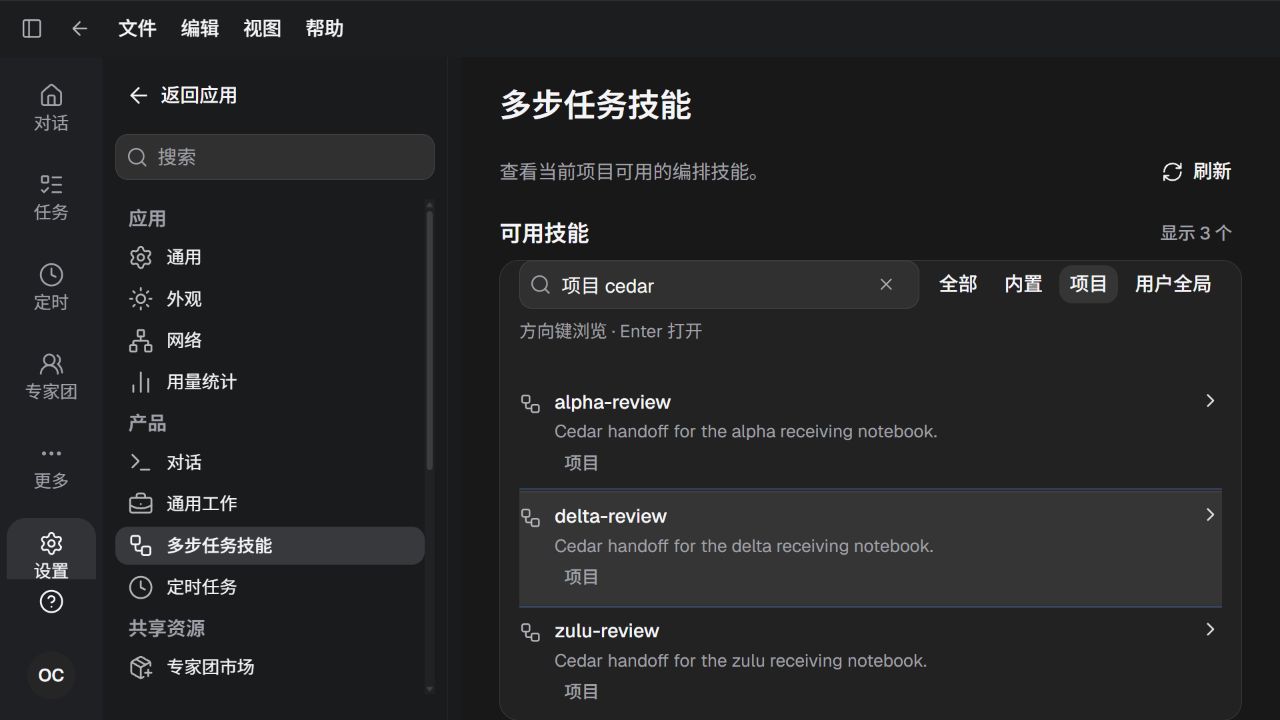 文件 编辑 视图 帮助
对话
任务
定时
专家团
更多
设置
OC
返回应用
搜索
应用
通用
外观
网络
用量统计
产品
对话
通用工作
多步任务技能
定时任务
共享资源
专家团市场
多步任务技能
查看当前项目可用的编排技能。
刷新
可用技能
显示 3 个
项目 cedar
全部 内置 项目 用户全局
方向键浏览 · Enter 打开
alpha-review
Cedar handoff for the alpha receiving notebook.
项目
delta-review
Cedar handoff for the delta receiving notebook.
项目
zulu-review
Cedar handoff for the zulu receiving notebook.
项目